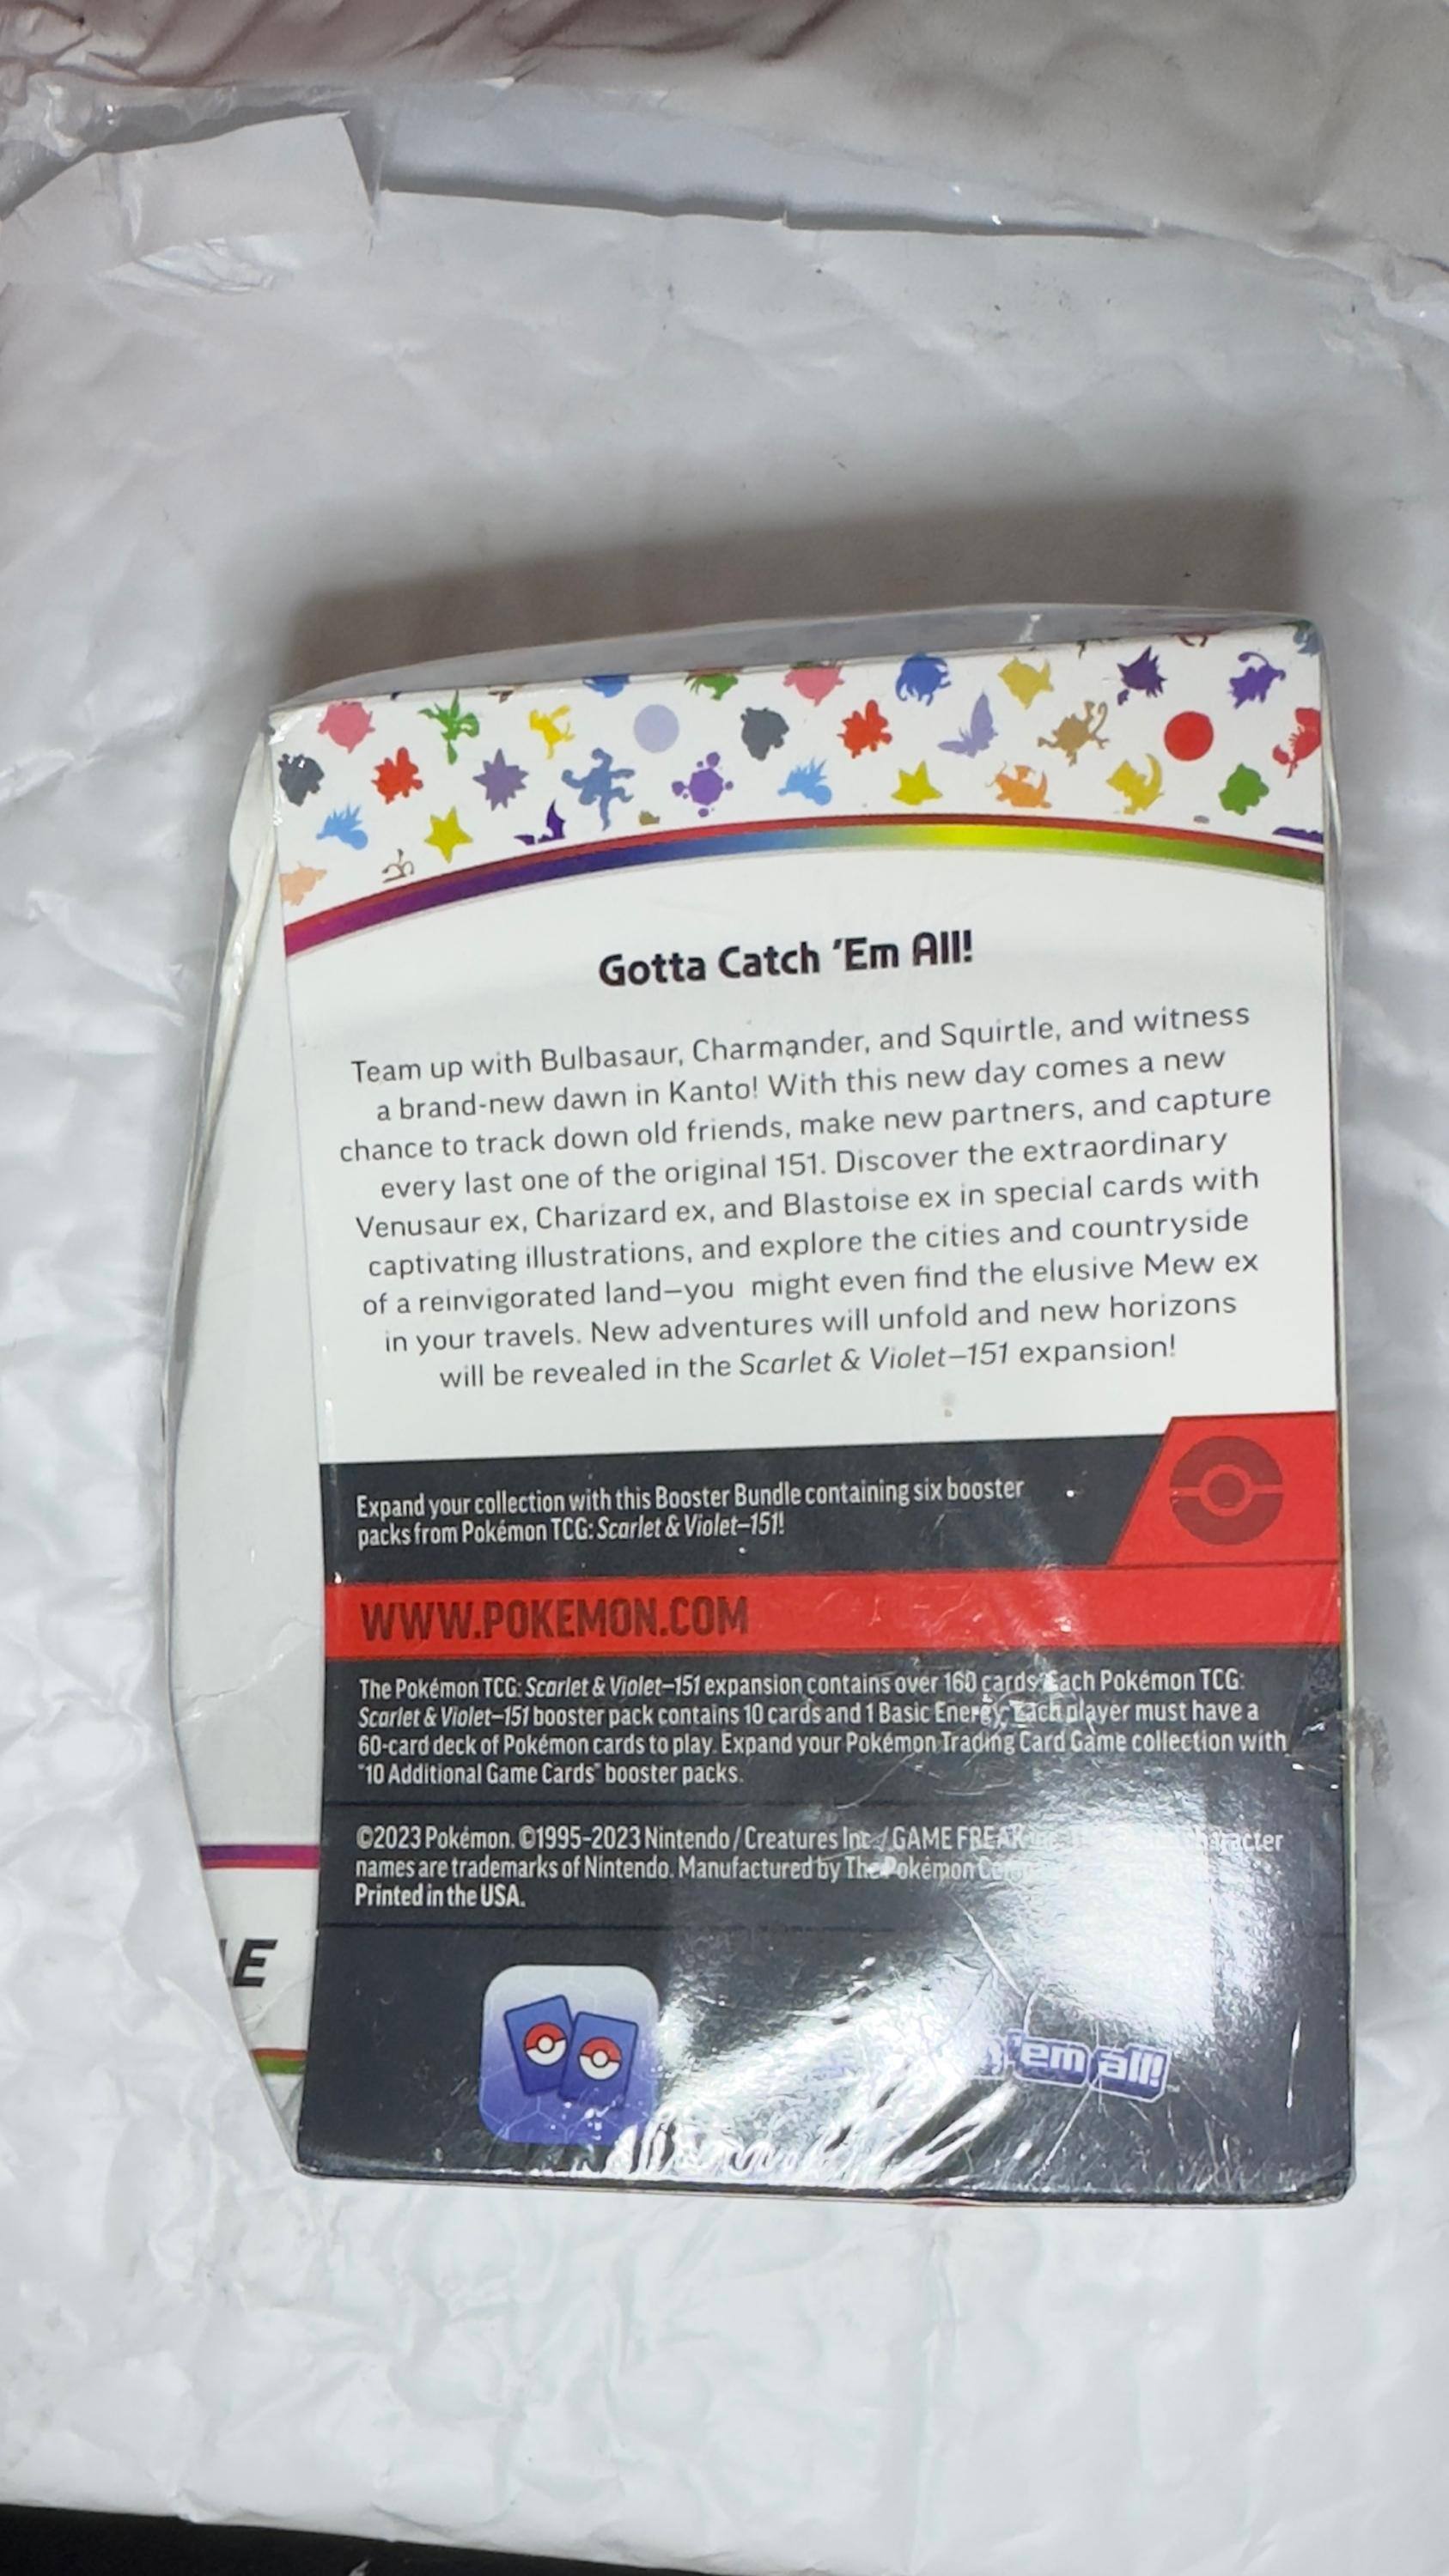 Gotta Catch 'Em All!
Team up with Bulbasaur, Charmander, and Squirtle, and witness
a brand-new dawn in Kanto! With this new day comes a new
chance to track down old friends, make new partners, and capture
every last one of the original 151. Discover the extraordinary
Venusaur ex, Charizard ex, and Blastoise ex in special cards with
captivating illustrations, and explore the cities and countryside
of a reinvigorated land—you might even find the elusive Mew ex
in your travels. New adventures will unfold and new horizons
will be revealed in the Scarlet & Violet—151 expansion!
Expand your collection with this Booster Bundle containing six booster
packs from Pokémon TCG: Scarlet & Violet—151!
WWW.POKEMON.COM
The Pokémon TCG: Scarlet & Violet—151 expansion contains over 160 cards. Each Pokémon TCG:
Scarlet & Violet—151 booster pack contains 10 cards and 1 Basic Energy. Each player must have a
60-card deck of Pokémon cards to play. Expand your Pokémon Trading Card Game collection with
"10 Additional Game Cards" booster packs.
©2023 Pokémon. ©1995–2023 Nintendo / Creatures Inc. / GAME FREAK character
names are trademarks of Nintendo. Manufactured by The Pokémon
Printed in the USA.
E
'em all!